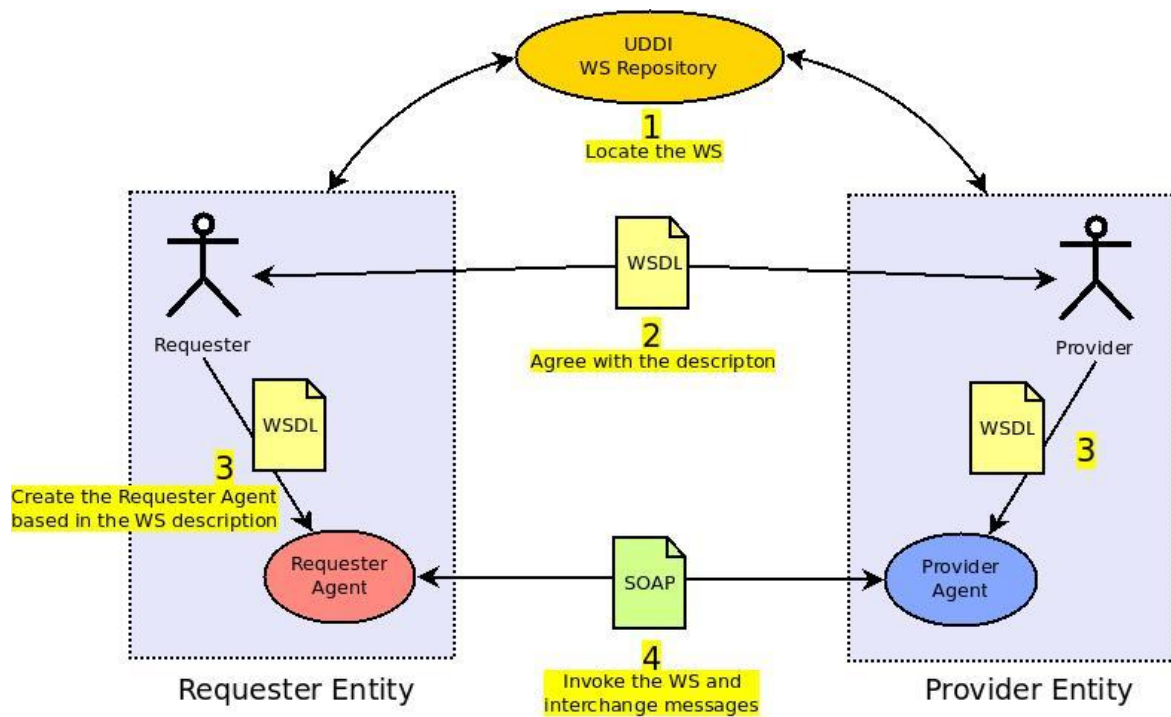 UDDI
WS Repository
1
Locate the WS
WSDL
2
Agree with the descripton
Requester
Provider
WSDL
3
Create the Requester Agent
based in the WS description
WSDL
3
Requester
Agent
SOAP
Provider
Agent
4
Invoke the WS and
interchange messages
Requester Entity
Provider Entity